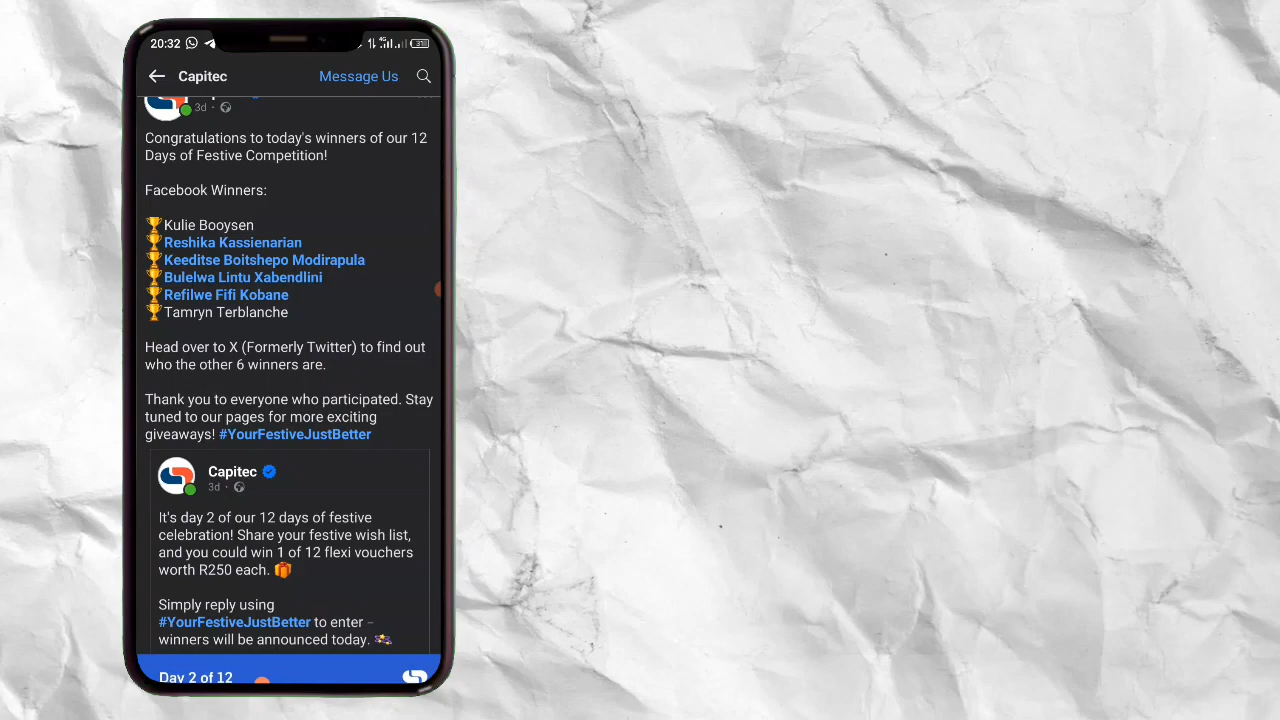 20:32
4G
31
Capitec
Message Us
3d ·
Congratulations to today's winners of our 12
Days of Festive Competition!
Facebook Winners:
🏆Kulie Booysen
🏆Reshika Kassienarian
🏆Keeditse Boitshepo Modirapula
🏆Bulelwa Lintu Xabendlini
🏆Refilwe Fifi Kobane
🏆Tamryn Terblanche
Head over to X (Formerly Twitter) to find out
who the other 6 winners are.
Thank you to everyone who participated. Stay
tuned to our pages for more exciting
giveaways! #YourFestiveJustBetter
Capitec
3d ·
It's day 2 of our 12 days of festive
celebration! Share your festive wish list,
and you could win 1 of 12 flexi vouchers
worth R250 each. 🎁
Simply reply using
#YourFestiveJustBetter to enter –
winners will be announced today. 🎉
Day 2 of 12